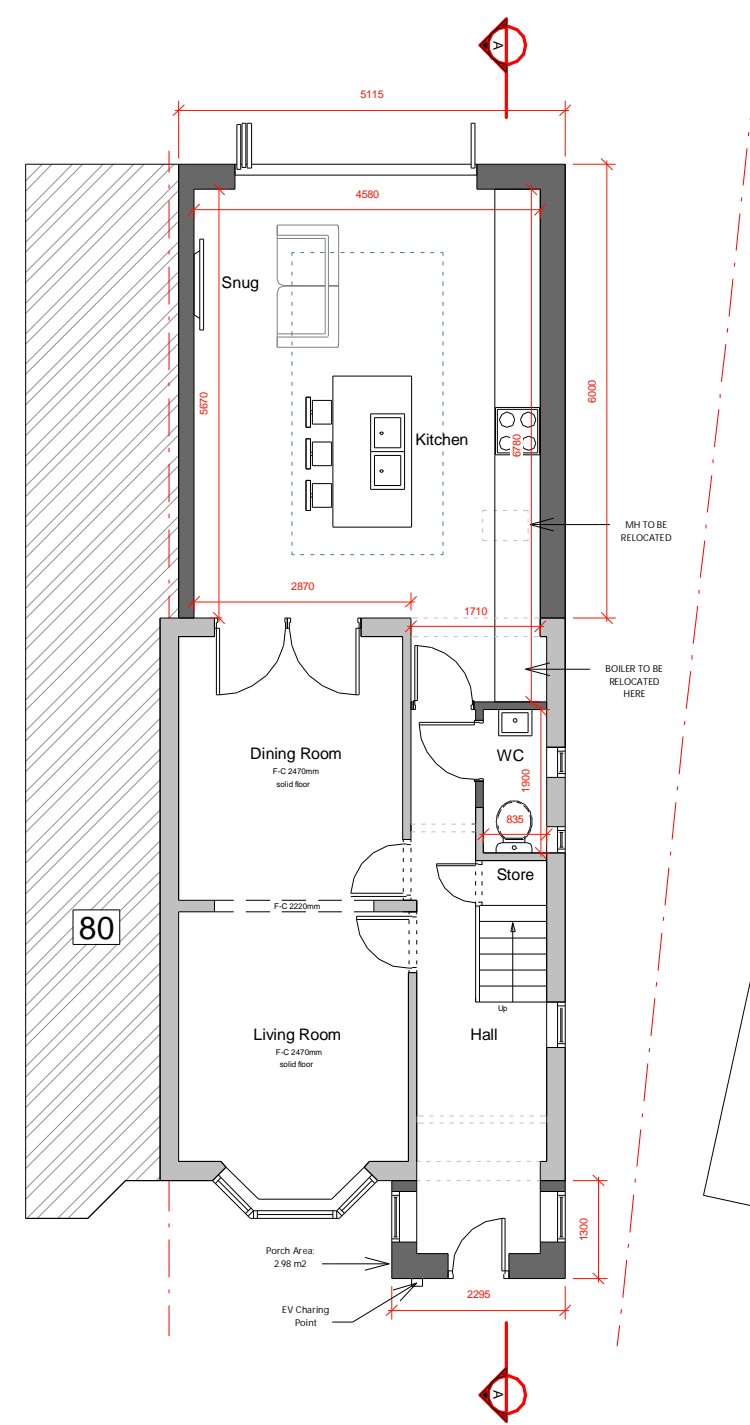 A
5115
4580
Snug
5670
6000
Kitchen
6780
MH TO BE
RELOCATED
2870
1710
BOILER TO BE
RELOCATED
HERE
Dining Room
F-C 2470mm
solid floor
WC
1900
835
Store
F-C 2220mm
80
Up
Living Room
F-C 2470mm
solid floor
Hall
1300
Porch Area:
2.98 m2
2295
EV Charing
Point
A